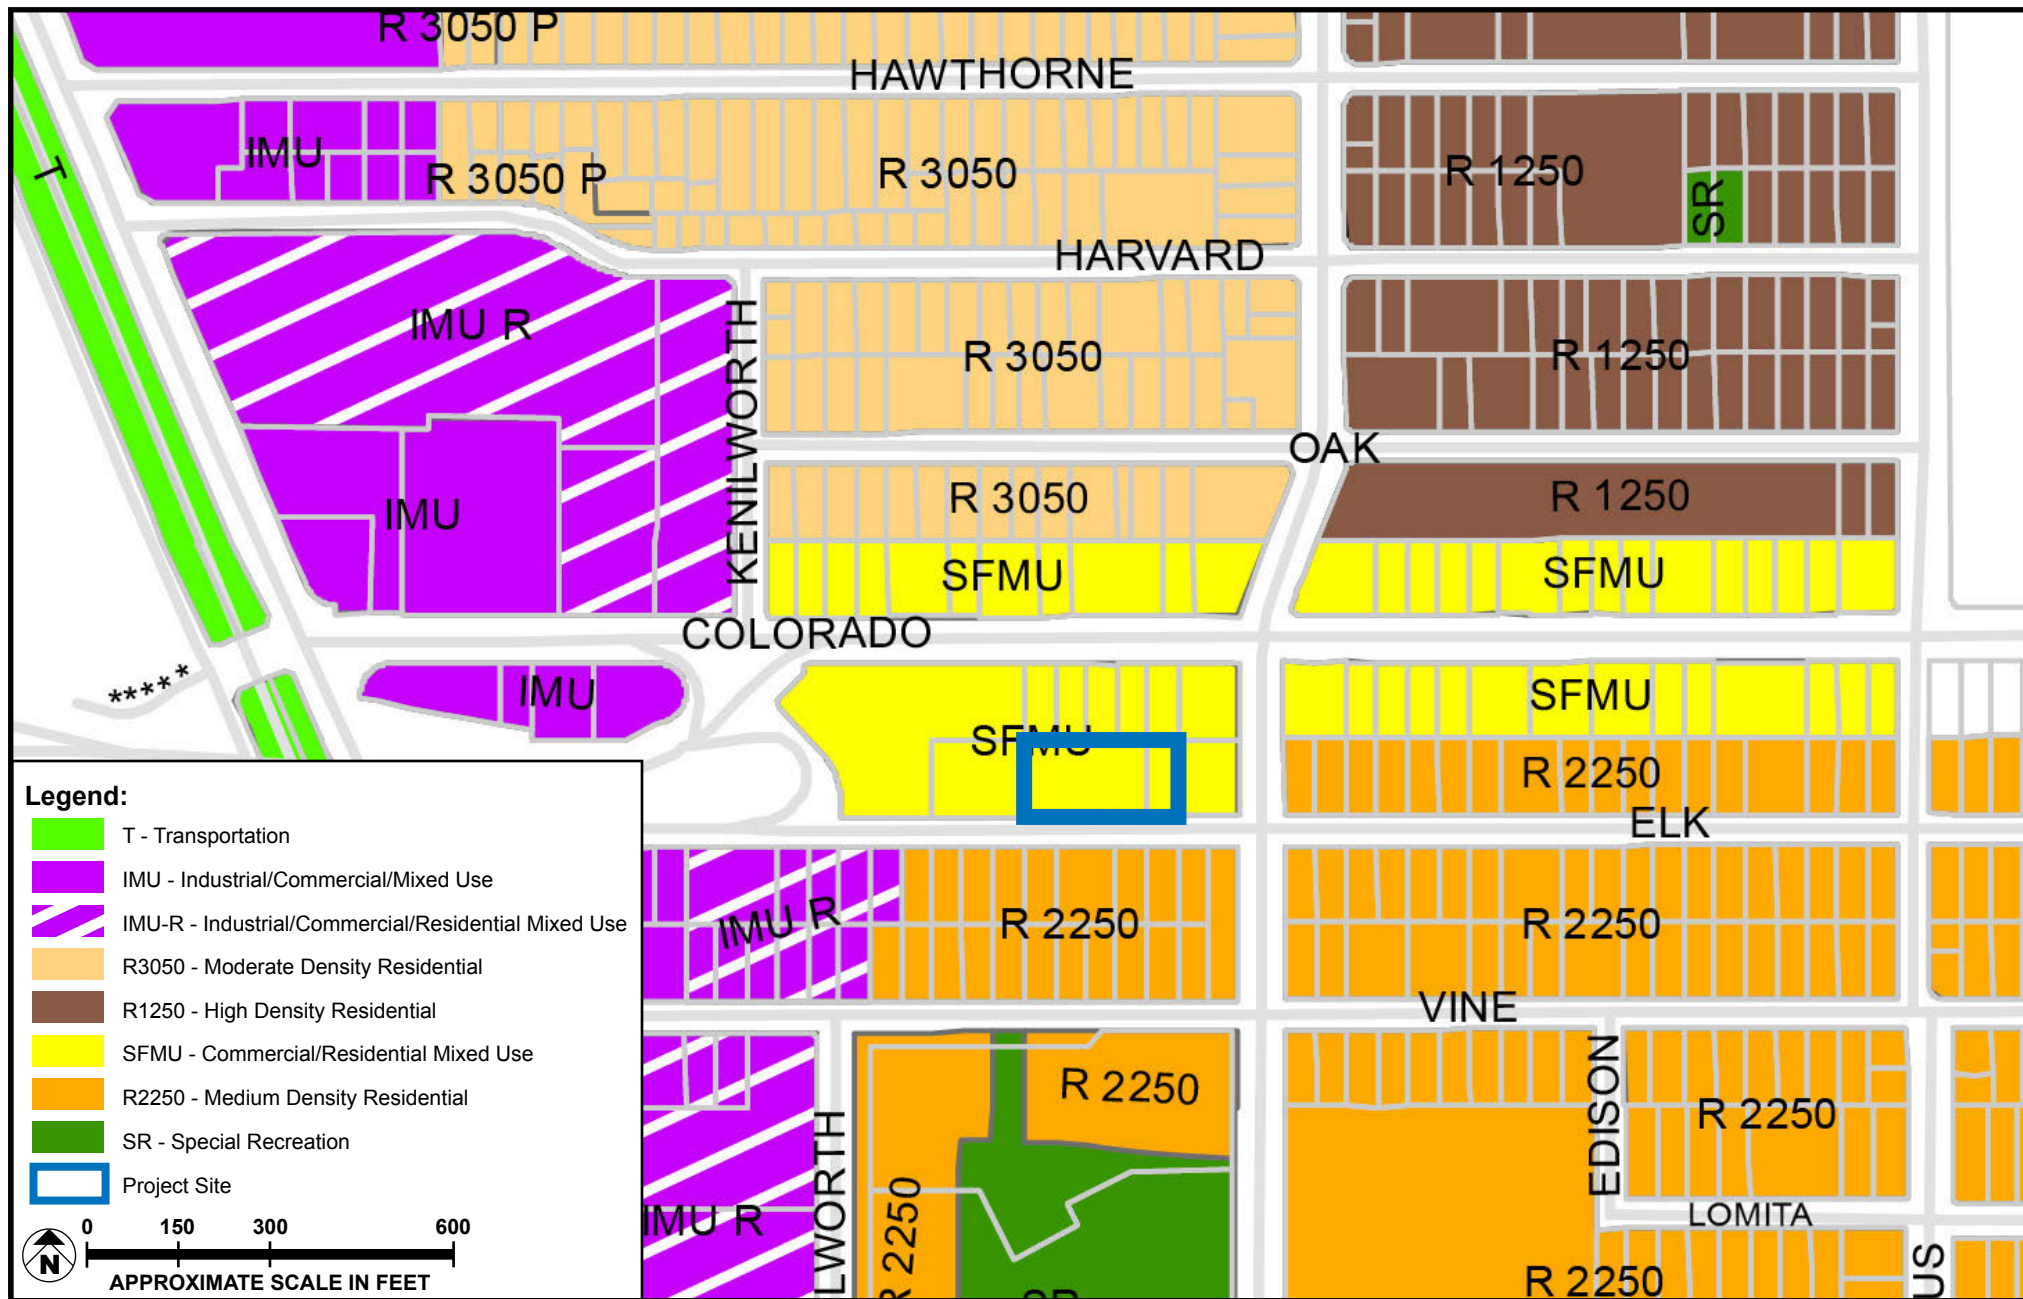 R 3050 P
HAWTHORNE
IMU
R 3050 P
R 3050
R 1250
SR
T
HARVARD
IMU R
KENILWORTH
R 3050
R 1250
OAK
IMU
R 3050
R 1250
SFMU
SFMU
COLORADO
*****
IMU
SFMU
SFMU
R 2250
ELK
IMU R
R 2250
R 2250
VINE
R 2250
EDISON
R 2250
LWORTH
R 2250
IMU R
LOMITA
R 2250
US
SR
Legend:
T - Transportation
IMU - Industrial/Commercial/Mixed Use
IMU-R - Industrial/Commercial/Residential Mixed Use
R3050 - Moderate Density Residential
R1250 - High Density Residential
SFMU - Commercial/Residential Mixed Use
R2250 - Medium Density Residential
SR - Special Recreation
Project Site
0 150 300 600
N
APPROXIMATE SCALE IN FEET